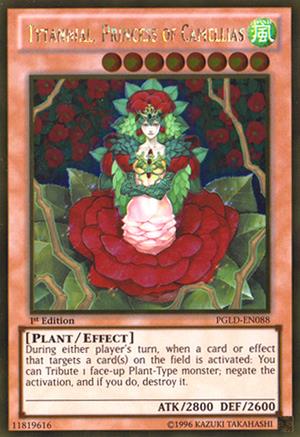 Tytannial, Princess of Camellias
嵐
PGLD-EN088
1st Edition
[PLANT/EFFECT]
During either player's turn, when a card or effect
that targets a card(s) on the field is activated: You
can Tribute 1 face-up Plant-Type monster; negate
the activation, and if you do, destroy it.
ATK/2800 DEF/2600
11819616
©1996 KAZUKI TAKAHASHI